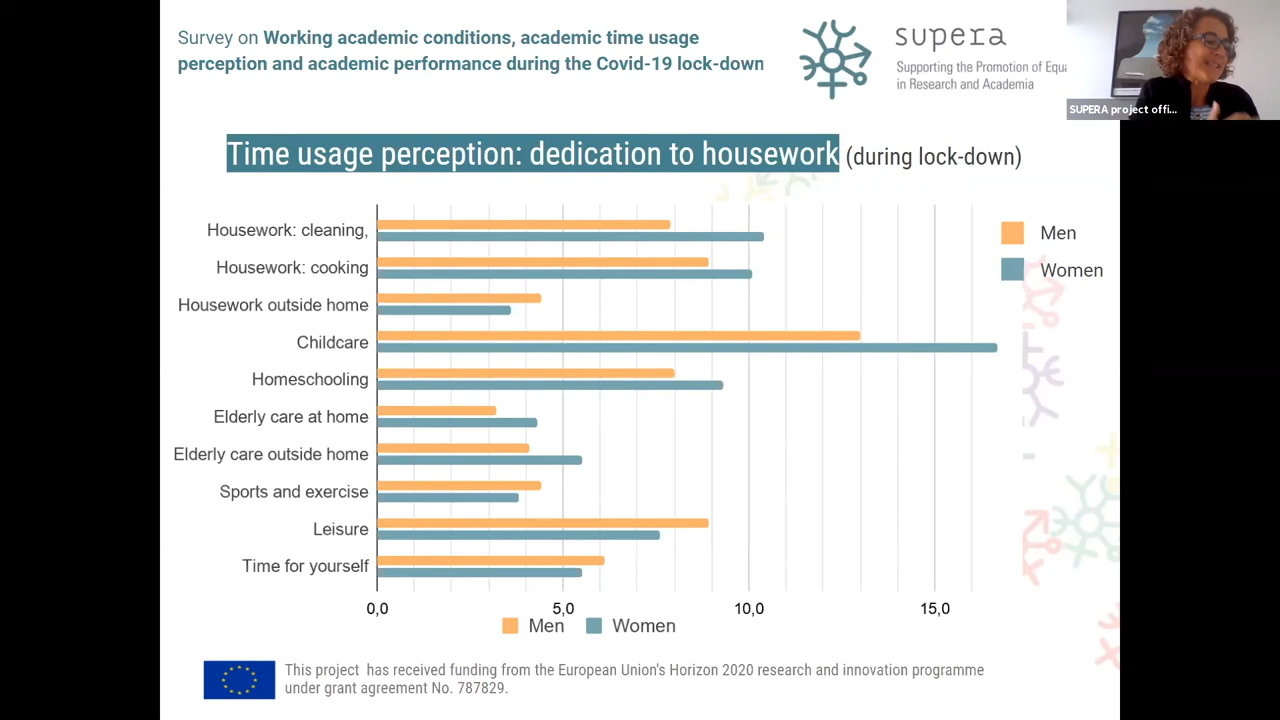 Survey on Working academic conditions, academic time usage
perception and academic performance during the Covid-19 lock-down
supera
Supporting the Promotion of Equa
in Research and Academia
SUPERA project offi...
Time usage perception: dedication to housework (during lock-down)
Housework: cleaning,
Housework: cooking
Housework outside home
Childcare
Homeschooling
Elderly care at home
Elderly care outside home
Sports and exercise
Leisure
Time for yourself
Men
Women
0,0 5,0 10,0 15,0
Men Women
This project has received funding from the European Union's Horizon 2020 research and innovation programme
under grant agreement No. 787829.